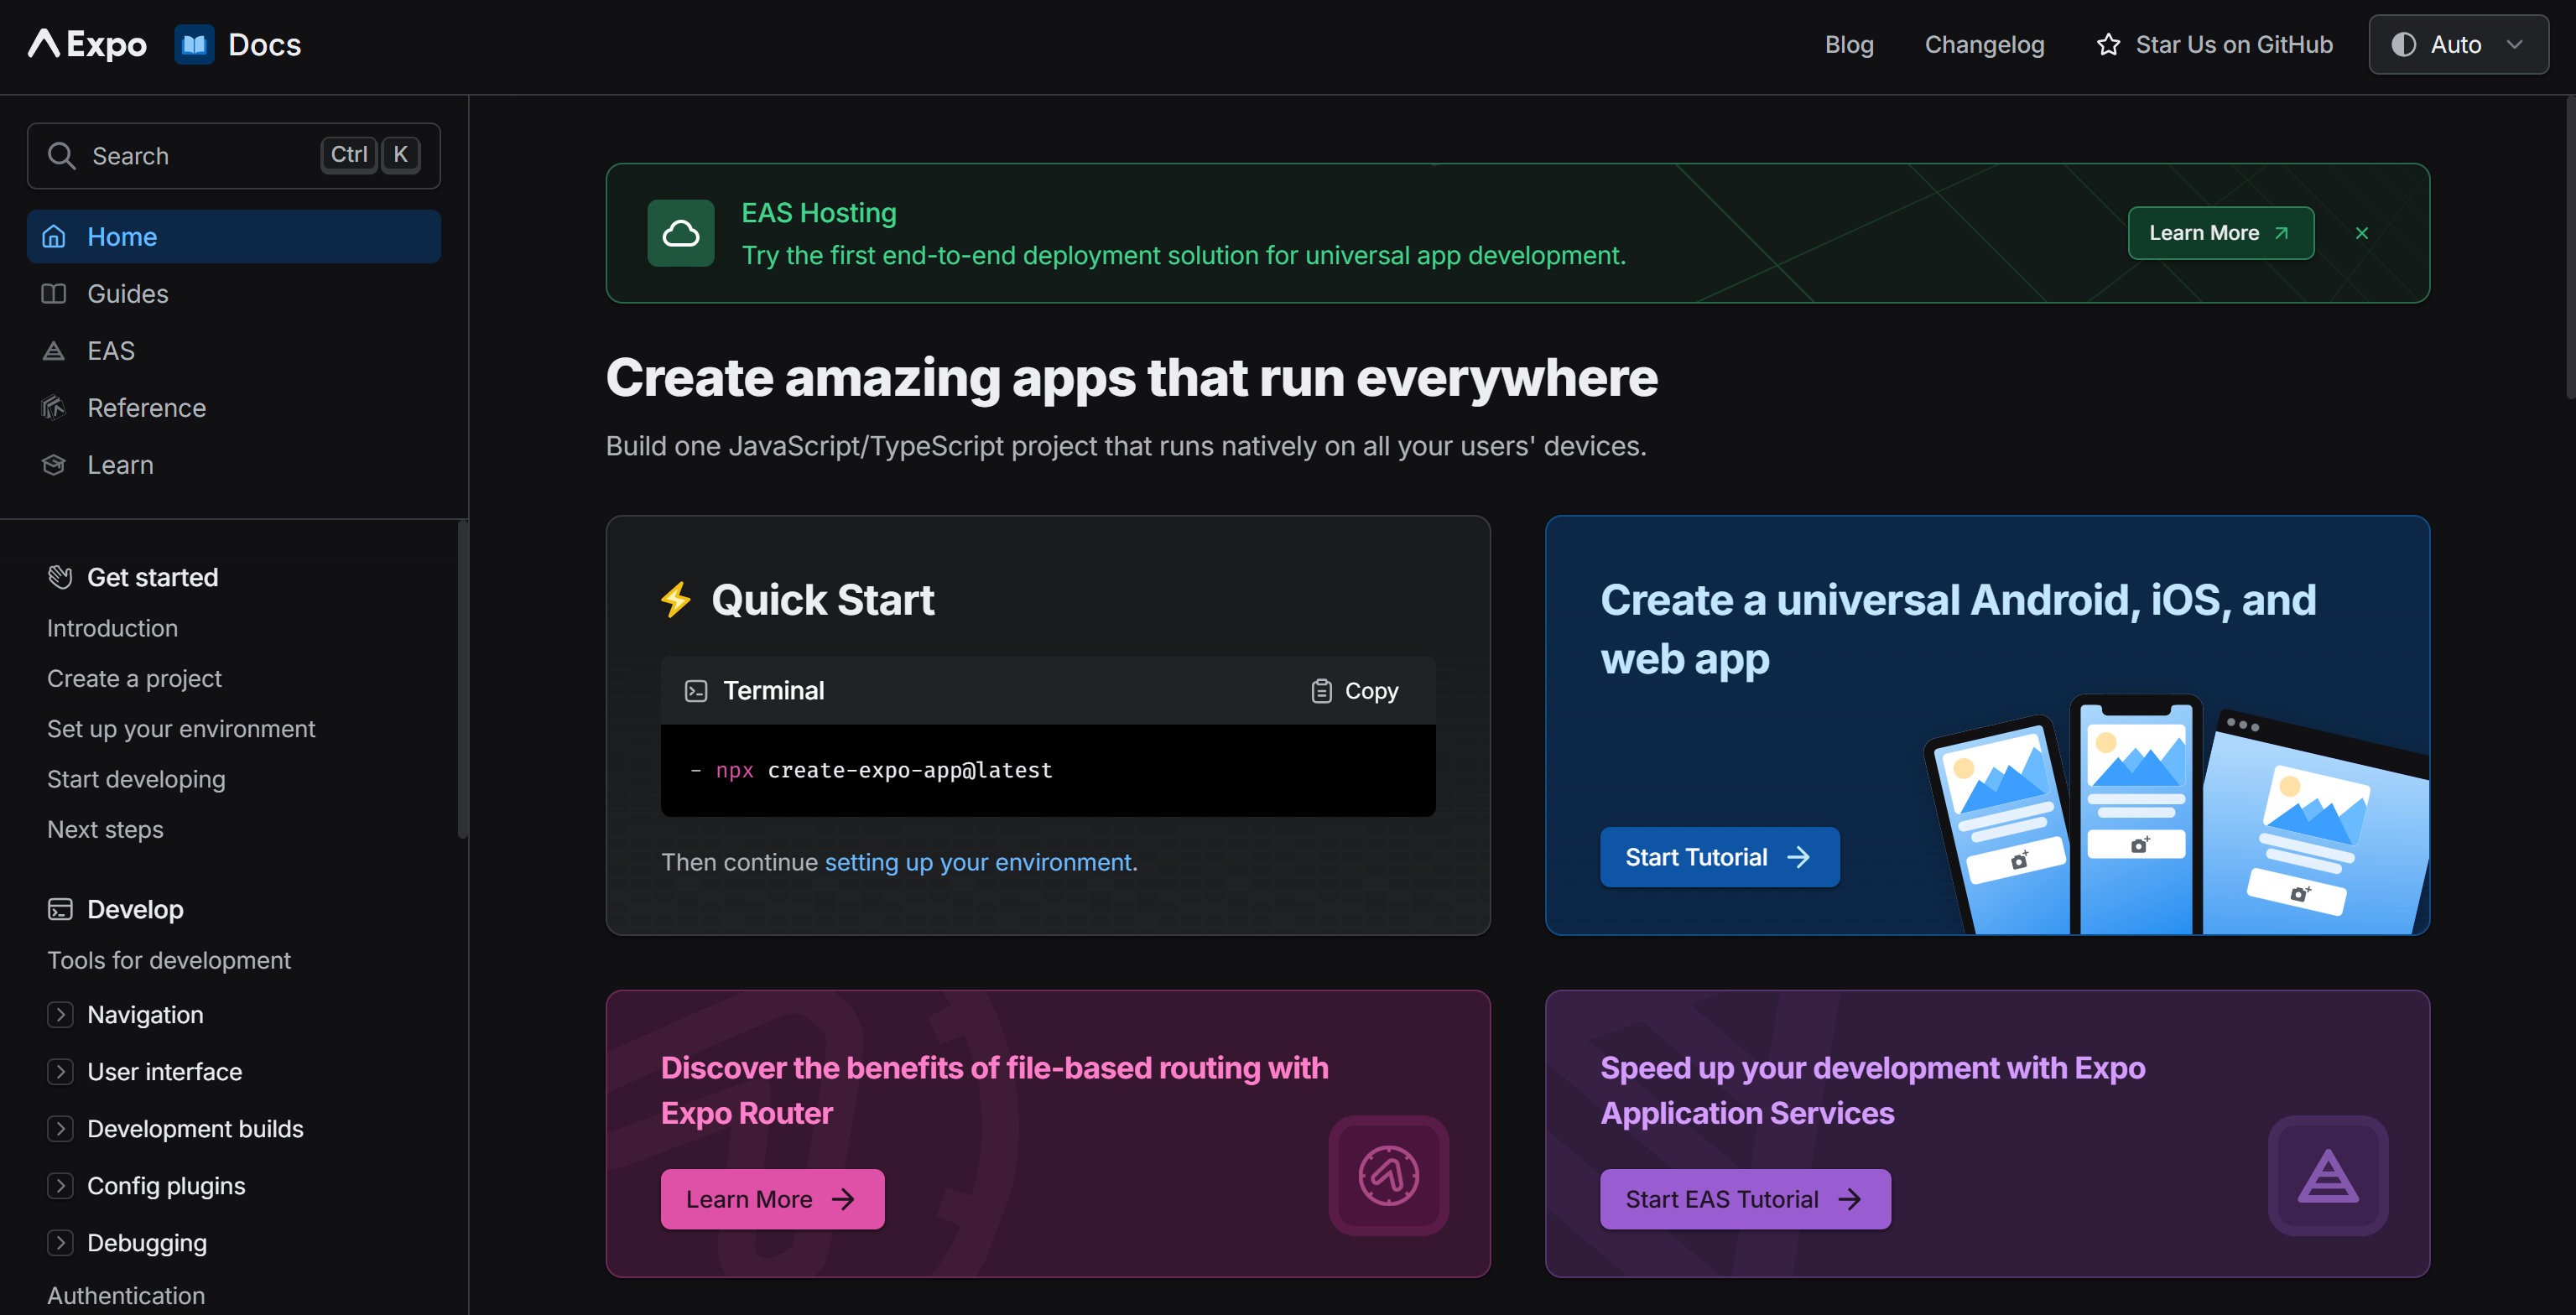 Expo Docs
Blog Changelog Star Us on GitHub Auto
Search Ctrl K
Home
Guides
EAS
Reference
Learn
Get started
Introduction
Create a project
Set up your environment
Start developing
Next steps
Develop
Tools for development
Navigation
User interface
Development builds
Config plugins
Debugging
Authentication
EAS Hosting
Try the first end-to-end deployment solution for universal app development.
Learn More
Create amazing apps that run everywhere
Build one JavaScript/TypeScript project that runs natively on all your users' devices.
Quick Start
Terminal Copy
- npx create-expo-app@latest
Then continue setting up your environment.
Create a universal Android, iOS, and
web app
Start Tutorial
Discover the benefits of file-based routing with
Expo Router
Learn More
Speed up your development with Expo
Application Services
Start EAS Tutorial